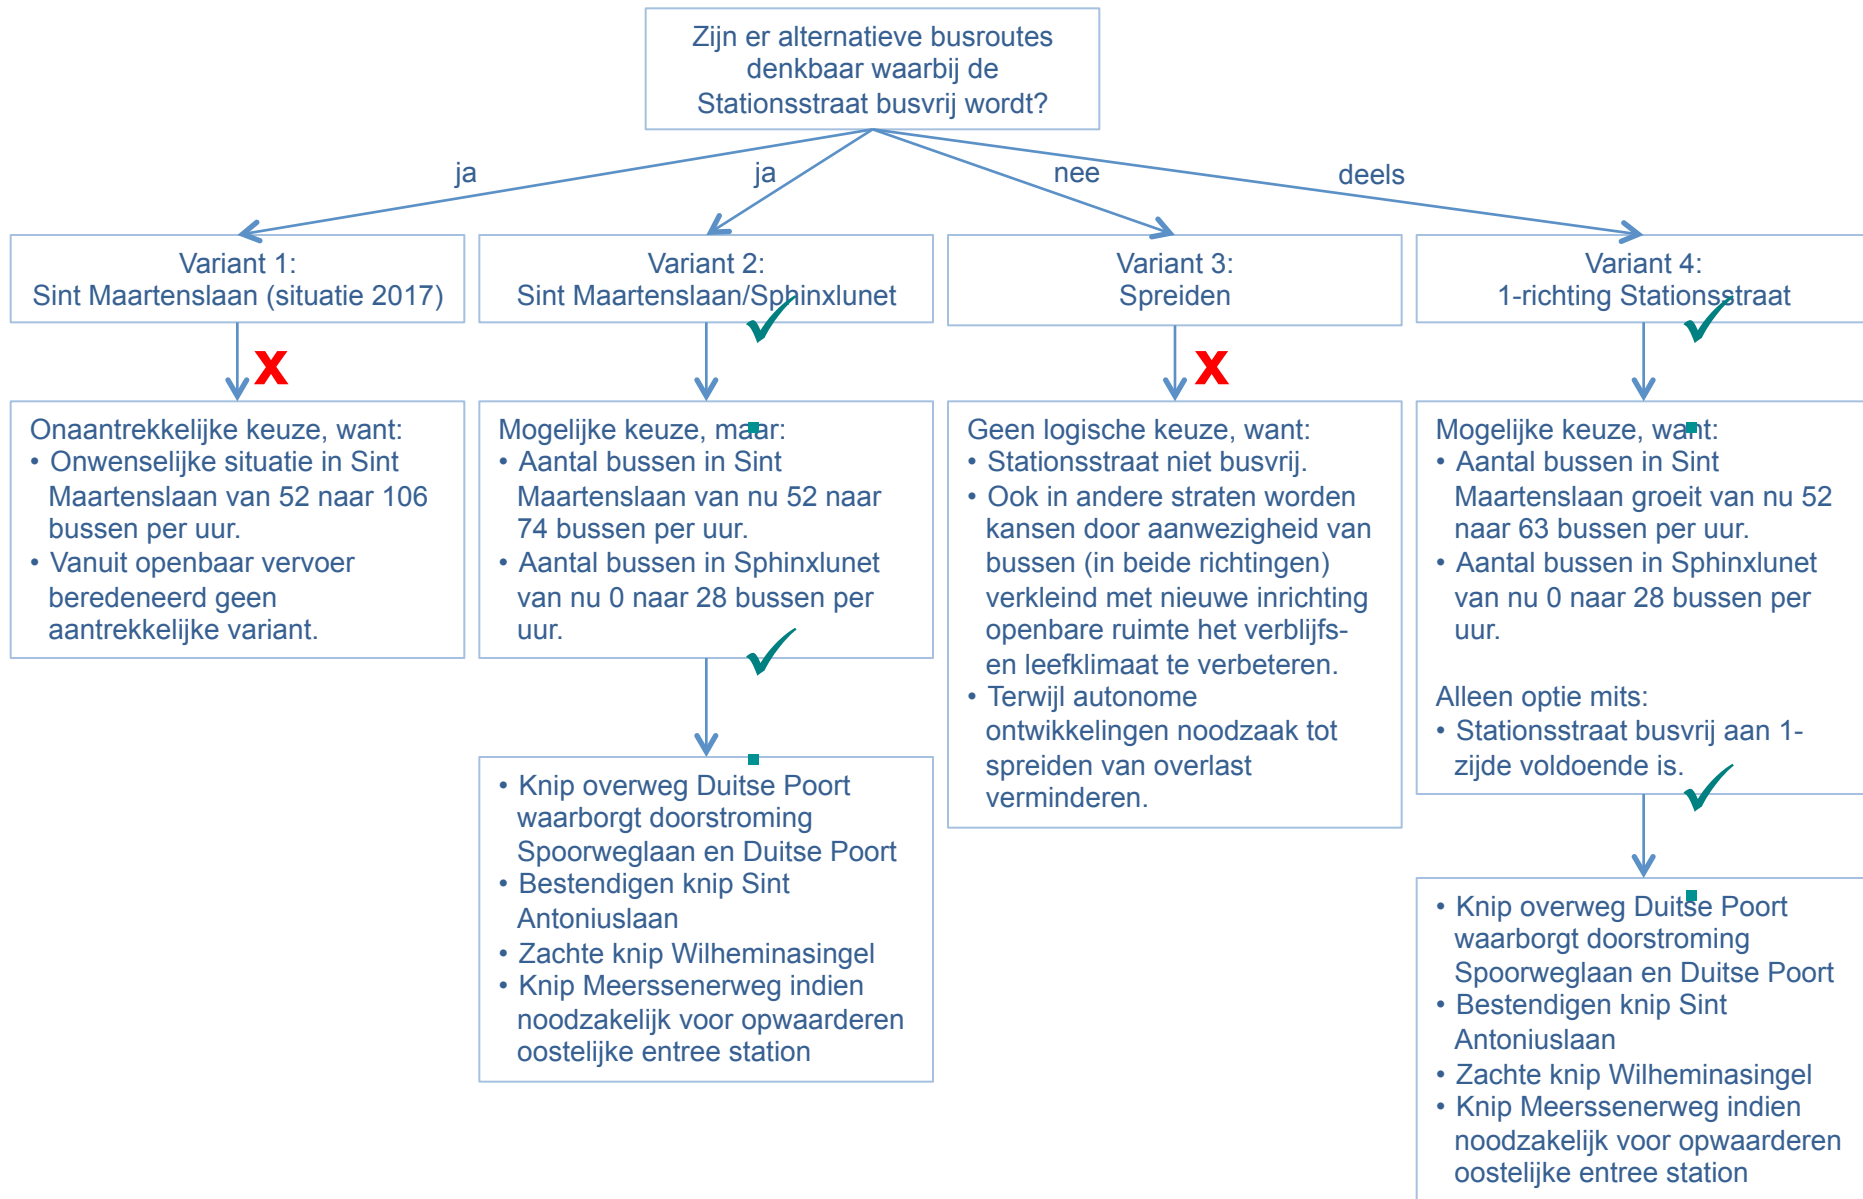 Zijn er alternatieve busroutes
denkbaar waarbij de
Stationsstraat busvrij wordt?
ja
ja
nee
deels
Variant 1:
Sint Maartenslaan (situatie 2017)
Variant 2:
Sint Maartenslaan/Sphinxlunet
Variant 3:
Spreiden
Variant 4:
1-richting Stationsstraat
X
X
Onaantrekkelijke keuze, want:
• Onwenselijke situatie in Sint
Maartenslaan van 52 naar 106
bussen per uur.
• Vanuit openbaar vervoer
beredeneerd geen
aantrekkelijke variant.
Mogelijke keuze, maar:
• Aantal bussen in Sint
Maartenslaan van nu 52 naar
74 bussen per uur.
• Aantal bussen in Sphinxlunet
van nu 0 naar 28 bussen per
uur.
Geen logische keuze, want:
• Stationsstraat niet busvrij.
• Ook in andere straten worden
kansen door aanwezigheid van
bussen (in beide richtingen)
verkleind met nieuwe inrichting
openbare ruimte het verblijfs-
en leefklimaat te verbeteren.
• Terwijl autonome
ontwikkelingen noodzaak tot
spreiden van overlast
verminderen.
Mogelijke keuze, want:
• Aantal bussen in Sint
Maartenslaan groeit van nu 52
naar 63 bussen per uur.
• Aantal bussen in Sphinxlunet
van nu 0 naar 28 bussen per
uur.
Alleen optie mits:
• Stationsstraat busvrij aan 1-
zijde voldoende is.
• Knip overweg Duitse Poort
waarborgt doorstroming
Spoorweglaan en Duitse Poort
• Bestendigen knip Sint
Antoniuslaan
• Zachte knip Wilheminasingel
• Knip Meerssenerweg indien
noodzakelijk voor opwaarderen
oostelijke entree station
• Knip overweg Duitse Poort
waarborgt doorstroming
Spoorweglaan en Duitse Poort
• Bestendigen knip Sint
Antoniuslaan
• Zachte knip Wilheminasingel
• Knip Meerssenerweg indien
noodzakelijk voor opwaarderen
oostelijke entree station